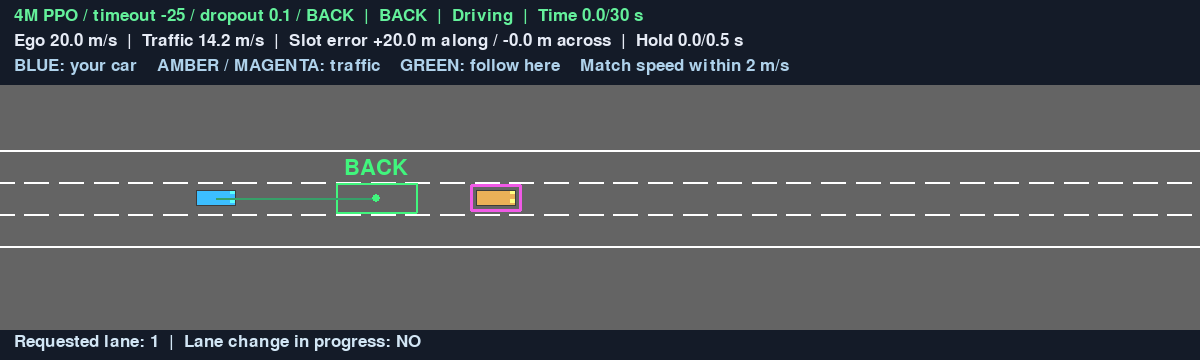 4M PPO / timeout -25 / dropout 0.1 / BACK | BACK | Driving | Time 0.0/30 s
Ego 20.0 m/s | Traffic 14.2 m/s | Slot error +20.0 m along / -0.0 m across | Hold 0.0/0.5 s
BLUE: your car AMBER / MAGENTA: traffic GREEN: follow here Match speed within 2 m/s
BACK
Requested lane: 1 | Lane change in progress: NO